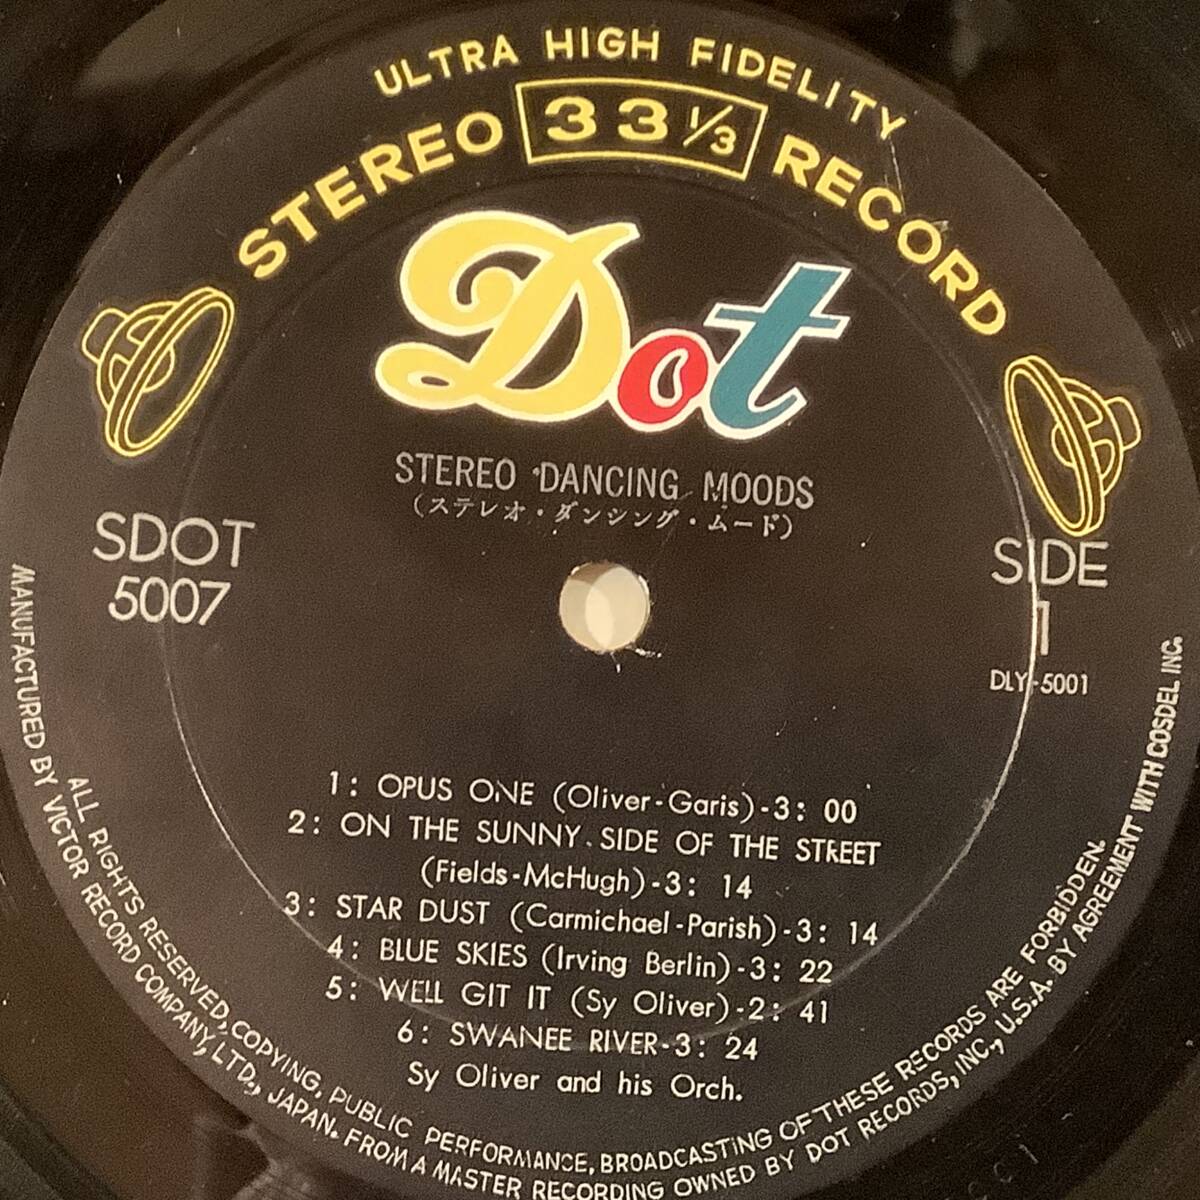 ULTRA HIGH FIDELITY
STEREO 33 1/3 RECORD
Dot
STEREO DANCING MOODS
(ステレオ・ダンシング・ムード)
SDOT
5007
SIDE
1
DLY-5001
1: OPUS ONE (Oliver-Garis)-3: 00
2: ON THE SUNNY SIDE OF THE STREET
(Fields-McHugh)-3: 14
3: STAR DUST (Carmichael-Parish)-3: 14
4: BLUE SKIES (Irving Berlin)-3: 22
5: WELL GIT IT (Sy Oliver)-2: 41
6: SWANEE RIVER-3: 24
Sy Oliver and his Orch.
ALL RIGHTS RESERVED, COPYING, PUBLIC PERFORMANCE, BROADCASTING OF THESE RECORDS ARE FORBIDDEN.
MANUFACTURED BY VICTOR RECORD COMPANY, LTD., JAPAN. FROM A MASTER RECORDING OWNED BY DOT RECORDS, INC., U.S.A. BY AGREEMENT WITH COSDEL INC.